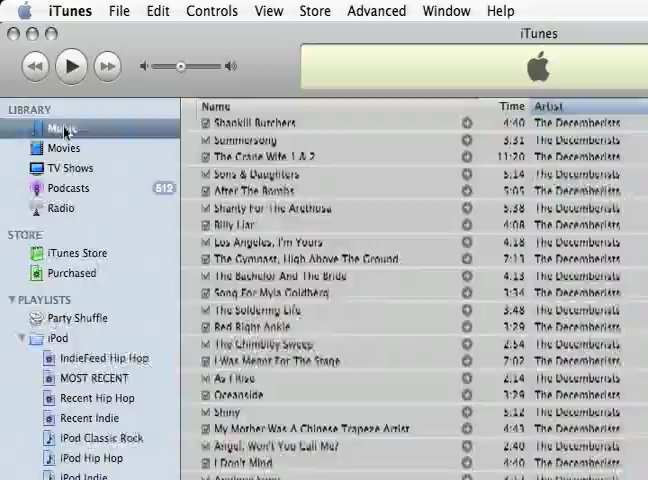 iTunes File Edit Controls View Store Advanced Window Help
iTunes
LIBRARY
Music
Movies
TV Shows
Podcasts 512
Radio
STORE
iTunes Store
Purchased
PLAYLISTS
Party Shuffle
iPod
IndieFeed Hip Hop
MOST RECENT
Recent Hip Hop
Recent Indie
iPod Classic Rock
iPod Hip Hop
iPod Indie
Name Time Artist
Shankill Butchers 4:40 The Decemberists
Summersong 3:31 The Decemberists
The Crane Wife 1 & 2 11:20 The Decemberists
Sons & Daughters 5:14 The Decemberists
After The Bombs 5:05 The Decemberists
Shanty For The Arethusa 5:38 The Decemberists
Billy Liar 4:08 The Decemberists
Los Angeles, I'm Yours 4:18 The Decemberists
The Gymnast, High Above The Ground 7:13 The Decemberists
The Bachelor And The Bride 4:13 The Decemberists
Song For Myla Goldberg 3:34 The Decemberists
The Soldiering Life 3:48 The Decemberists
Red Right Ankle 3:29 The Decemberists
The Chimbley Sweep 2:54 The Decemberists
I Was Meant For The Stage 7:02 The Decemberists
As I Rise 2:14 The Decemberists
Oceanside 3:29 The Decemberists
Shiny 5:12 The Decemberists
My Mother Was A Chinese Trapeze Artist 4:43 The Decemberists
Angel, Won't You Call Me? 2:40 The Decemberists
I Don't Mind 4:40 The Decemberists